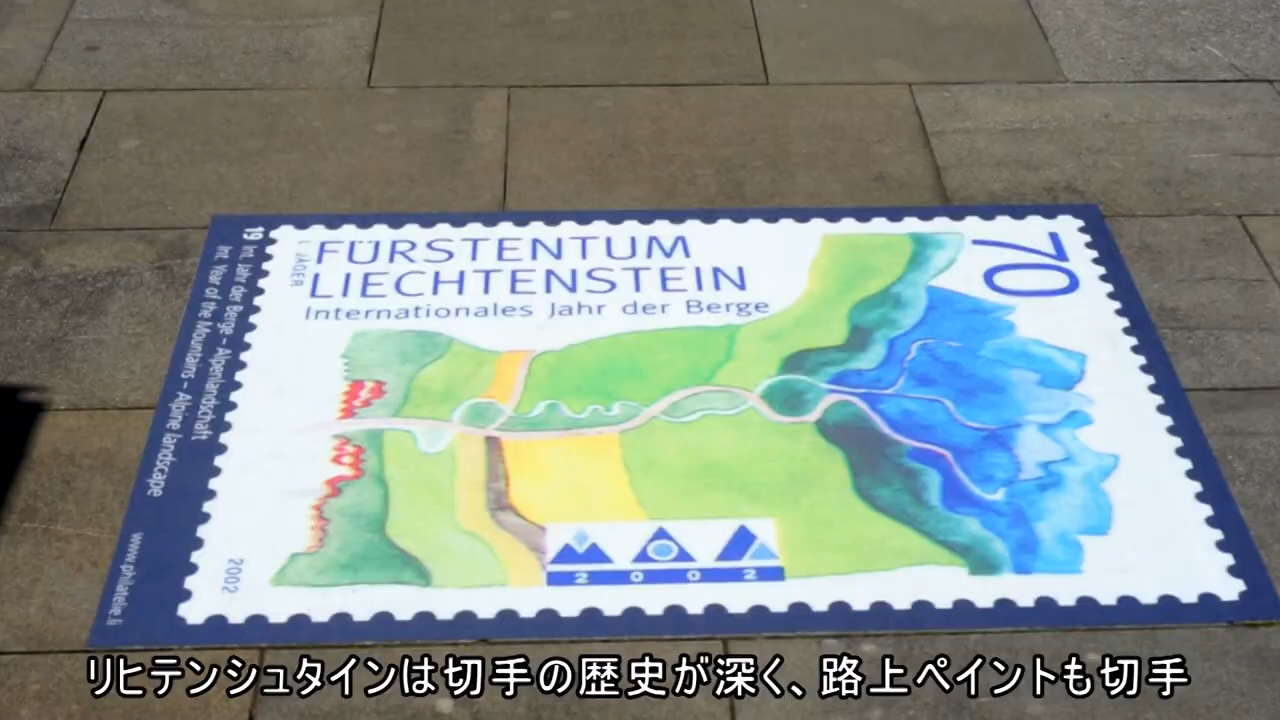 FÜRSTENTUM
LIECHTENSTEIN
Internationales Jahr der Berge
70
L. JÄGER
19 Int. Jahr der Berge – Alpenlandschaft
Int. Year of the Mountains – Alpine landscape
www.philatelie.li
2002
2002
リヒテンシュタインは切手の歴史が深く、路上ペイントも切手